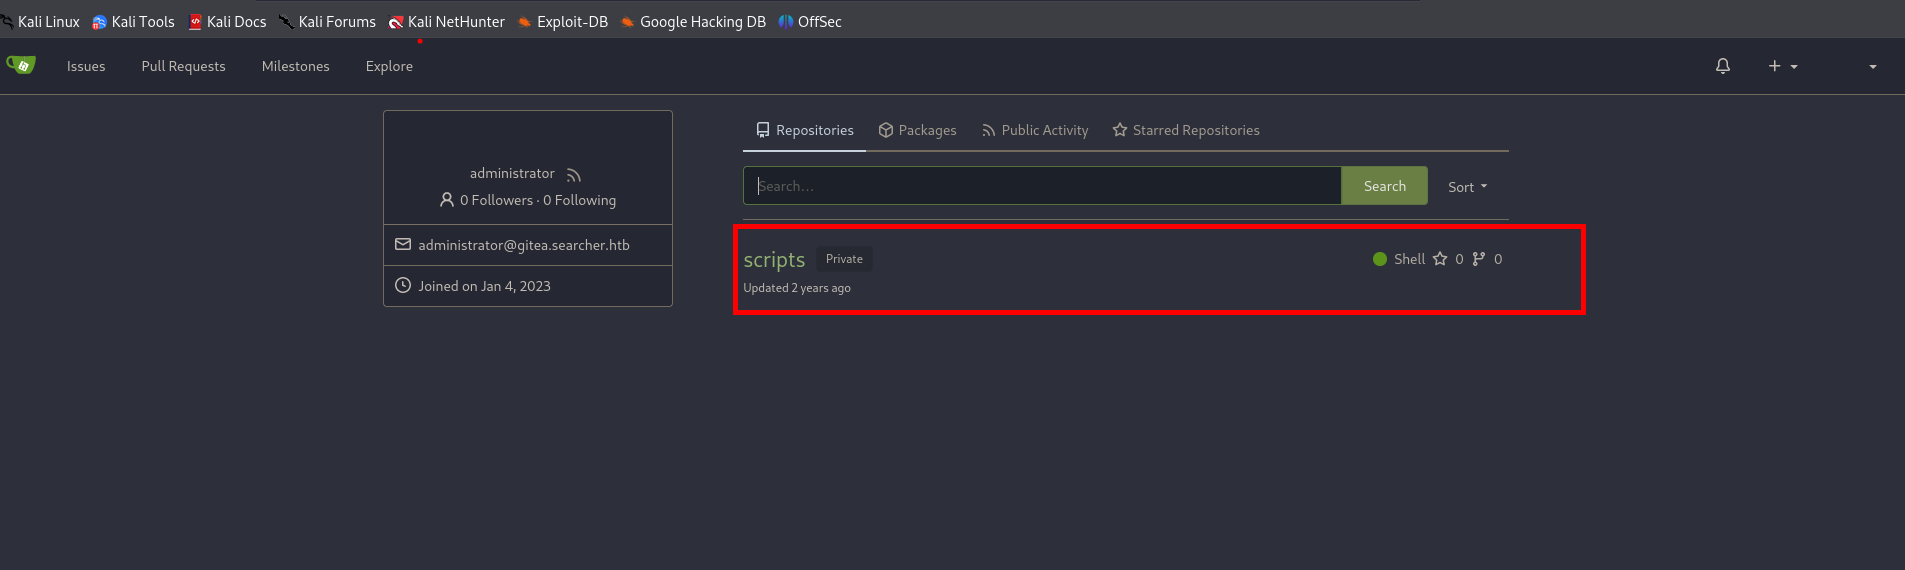 Kali Linux Kali Tools Kali Docs Kali Forums Kali NetHunter Exploit-DB Google Hacking DB OffSec
Issues Pull Requests Milestones Explore
administrator
0 Followers · 0 Following
administrator@gitea.searcher.htb
Joined on Jan 4, 2023
Repositories Packages Public Activity Starred Repositories
Search... Search Sort
scripts Private Shell 0 0
Updated 2 years ago